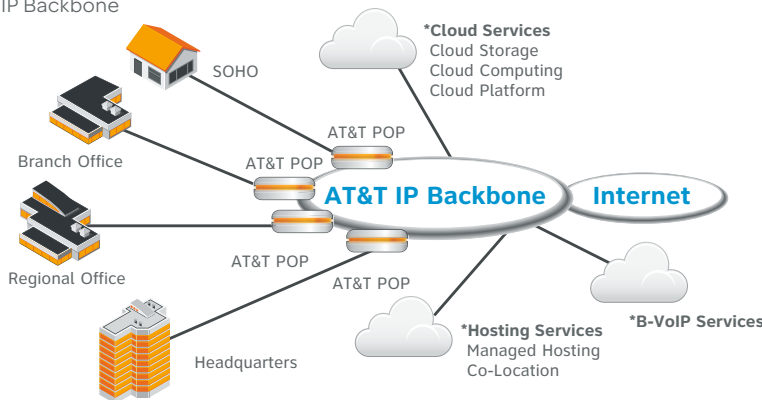 IP Backbone
*Cloud Services
Cloud Storage
Cloud Computing
Cloud Platform
SOHO
AT&T POP
Branch Office
AT&T POP
AT&T IP Backbone
Internet
AT&T POP
Regional Office
AT&T POP
*B-VoIP Services
*Hosting Services
Managed Hosting
Co-Location
Headquarters